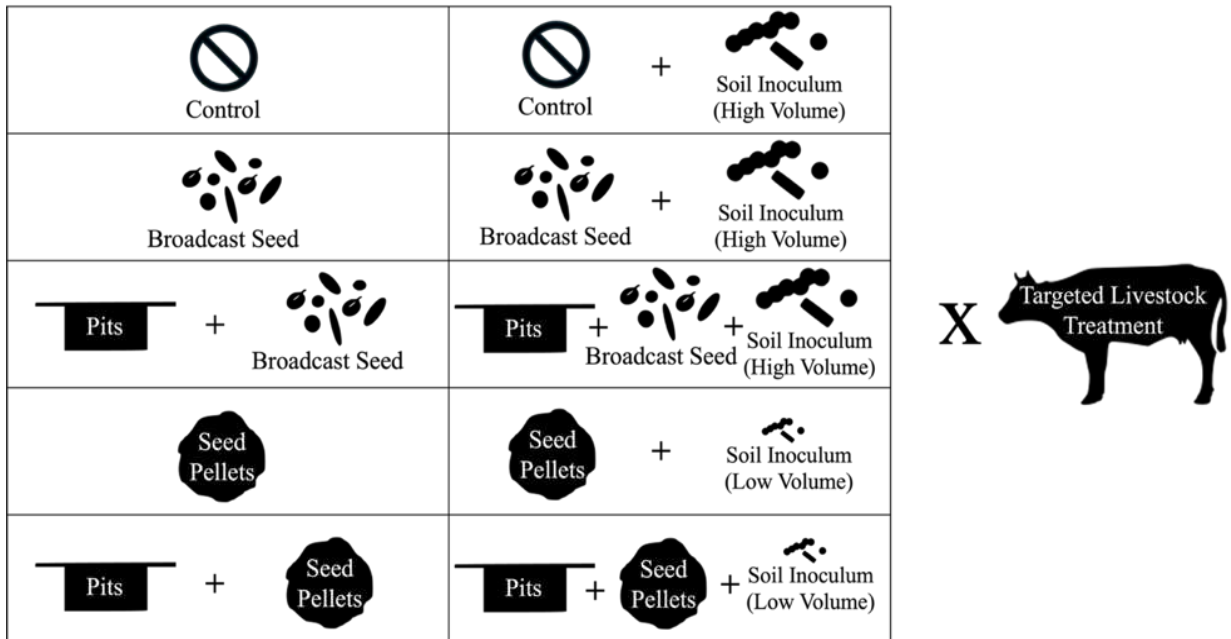 Control
Control
+
Soil Inoculum
(High Volume)
Broadcast Seed
Broadcast Seed
+
Soil Inoculum
(High Volume)
Pits
+
Broadcast Seed
Pits
+
Broadcast Seed
+
Soil Inoculum
(High Volume)
Seed
Pellets
Seed
Pellets
+
Soil Inoculum
(Low Volume)
Pits
+
Seed
Pellets
Pits
+
Seed
Pellets
+
Soil Inoculum
(Low Volume)
X
Targeted Livestock
Treatment